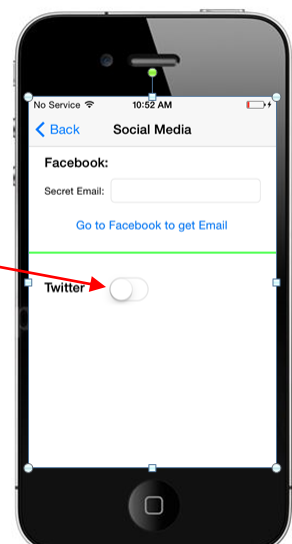 No Service 10:52 AM
Back Social Media
Facebook:
Secret Email:
Go to Facebook to get Email
Twitter